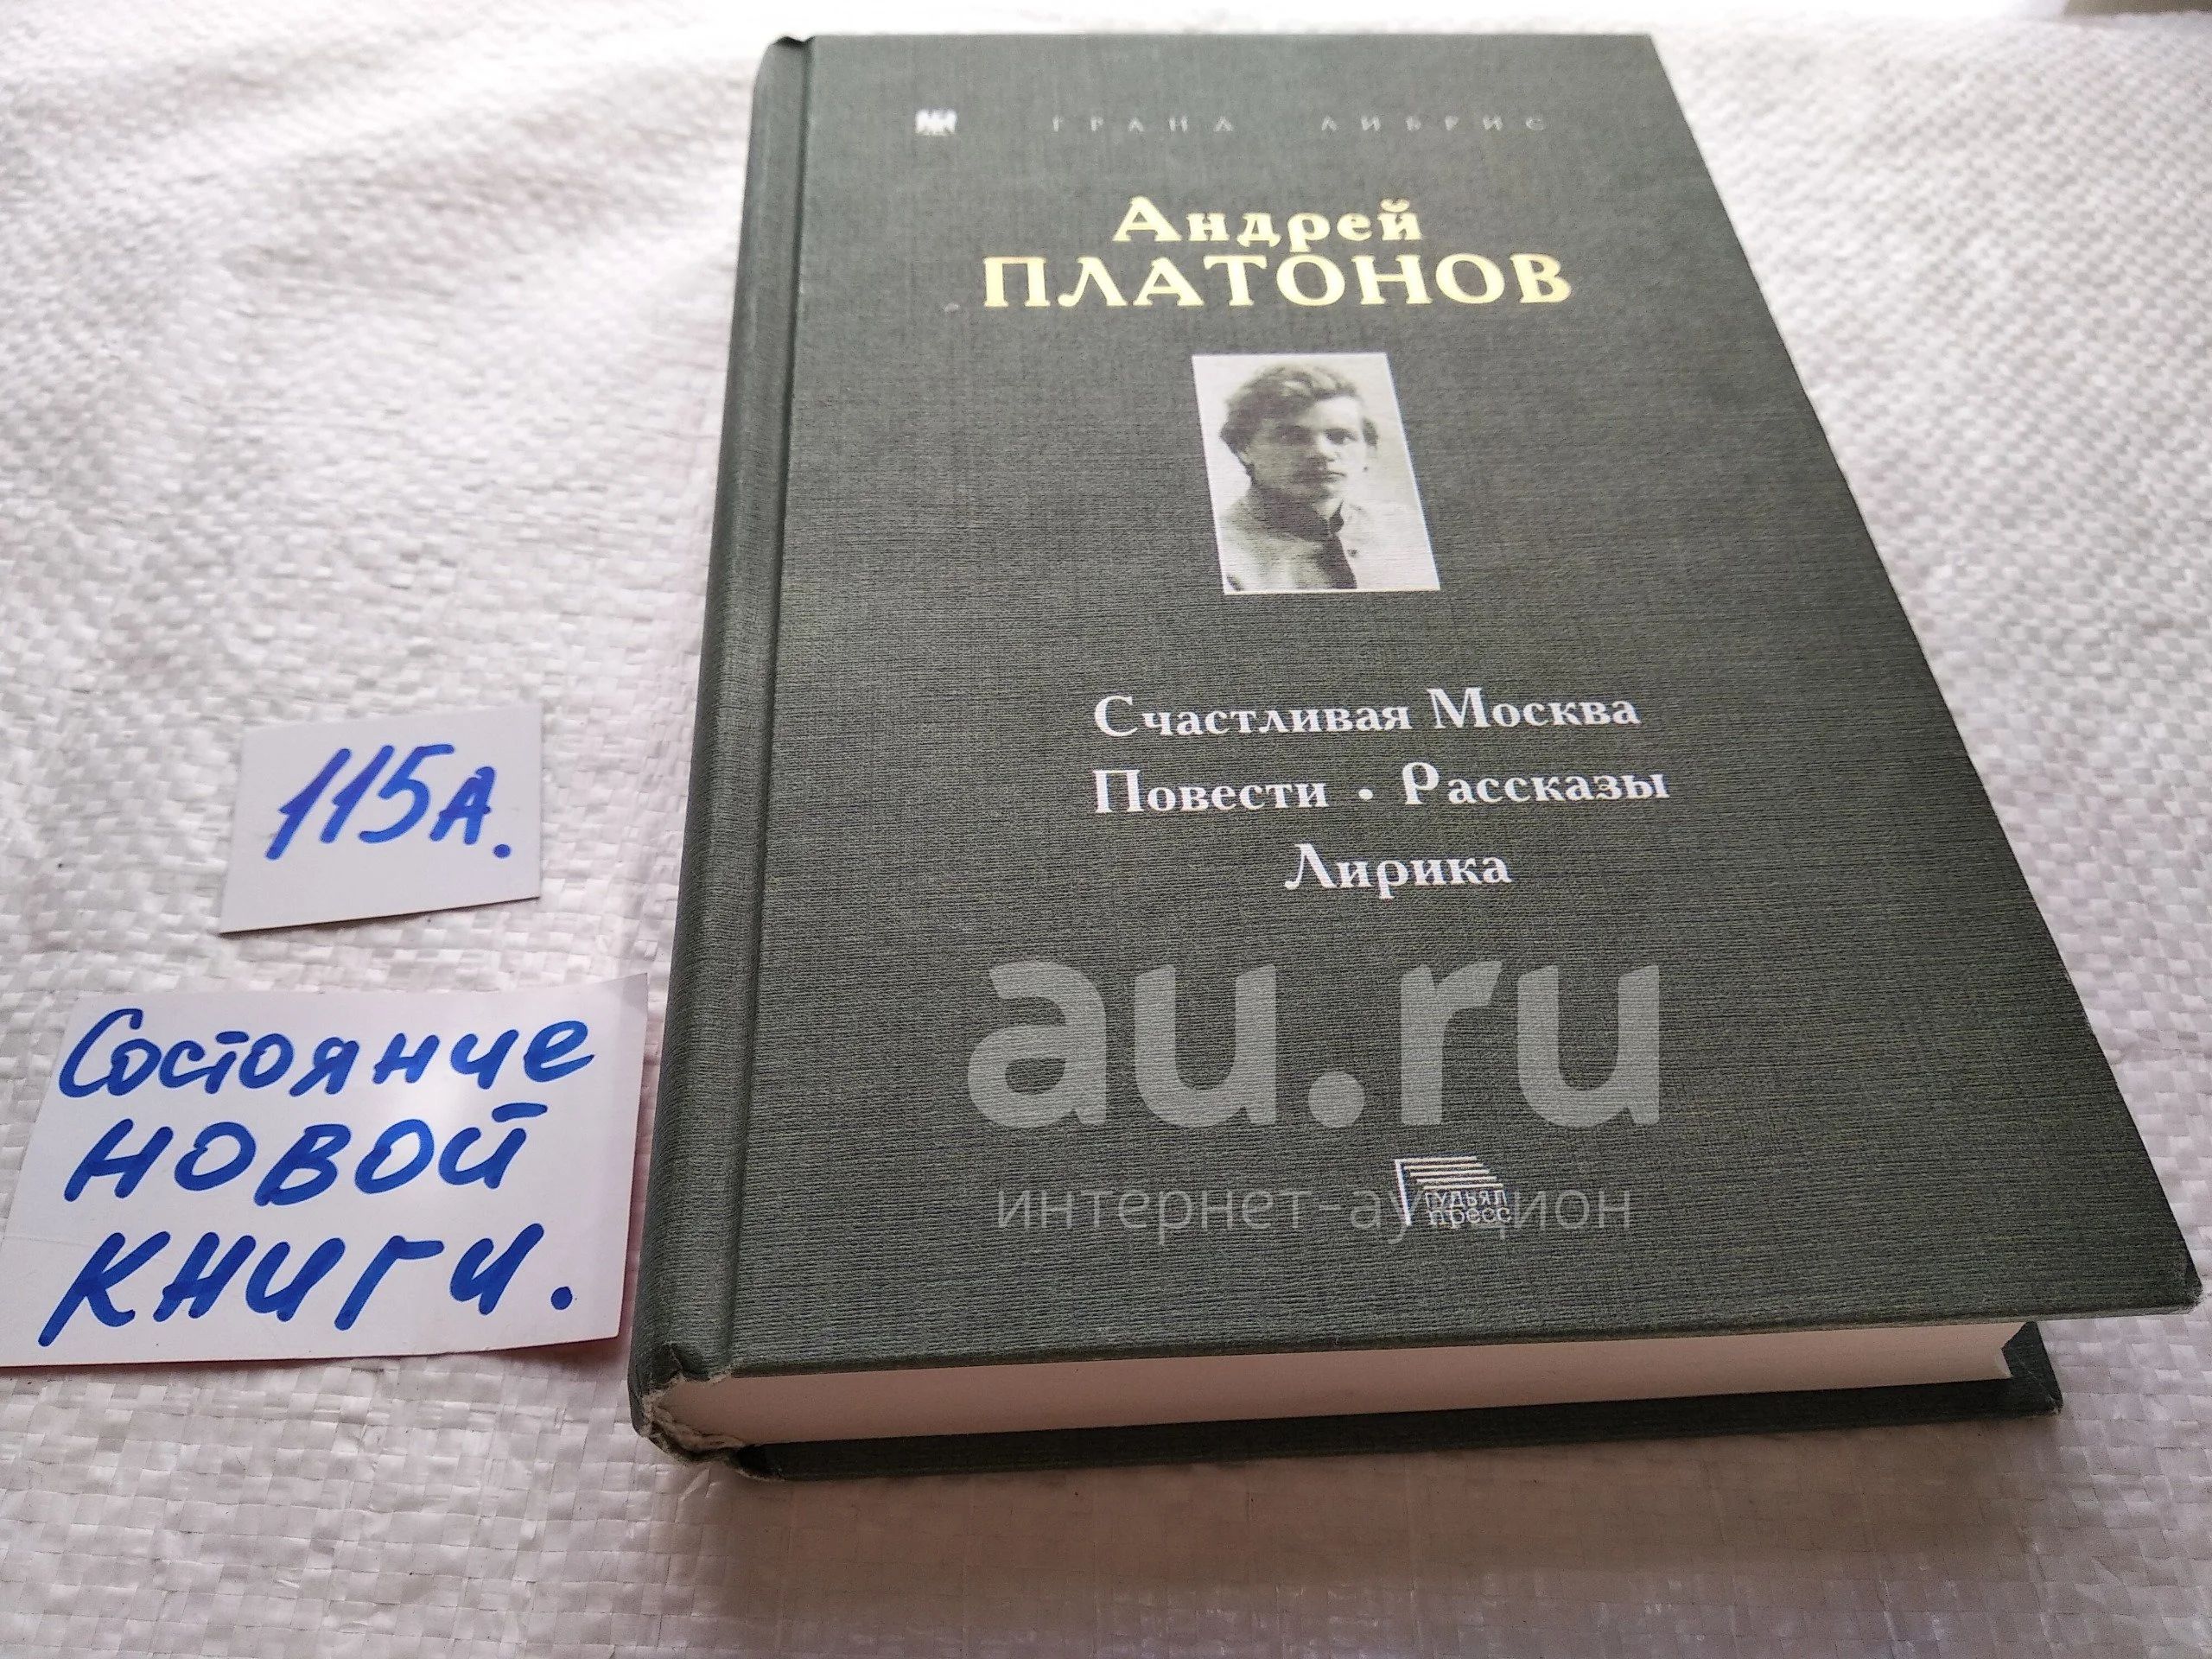 ГРАНД ЛИБРИС
Андрей
ПЛАТОНОВ
Счастливая Москва
Повести • Рассказы
Лирика
au.ru
интернет-аукцион
Гудьял
пресс
115А.
Состояние
новой
книги.